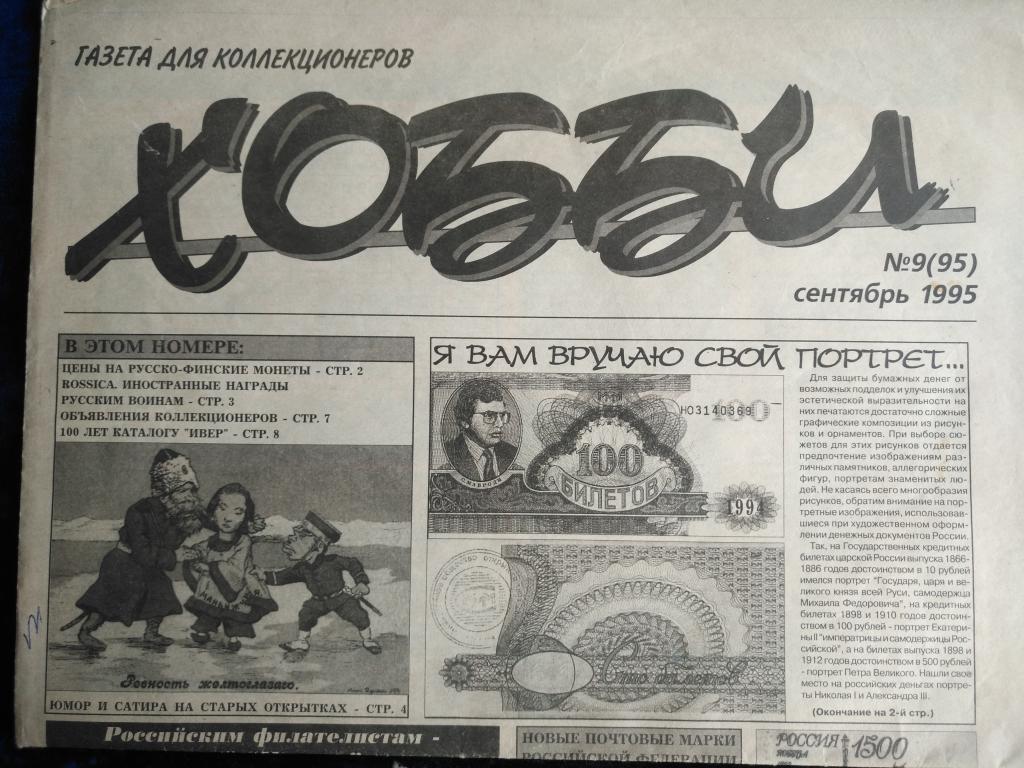 ГАЗЕТА ДЛЯ КОЛЛЕКЦИОНЕРОВ
ХОББИ
№9(95)
сентябрь 1995
В ЭТОМ НОМЕРЕ:
ЦЕНЫ НА РУССКО-ФИНСКИЕ МОНЕТЫ - СТР. 2
ROSSICA. ИНОСТРАННЫЕ НАГРАДЫ
РУССКИМ ВОИНАМ - СТР. 3
ОБЪЯВЛЕНИЯ КОЛЛЕКЦИОНЕРОВ - СТР. 7
100 ЛЕТ КАТАЛОГУ "ИВЕР" - СТР. 8
Ревность желтоглазаго.
ЮМОР И САТИРА НА СТАРЫХ ОТКРЫТКАХ - СТР. 4
Я ВАМ ВРУЧАЮ СВОЙ ПОРТРЕТ...
НО3140369
100
С.МАВРОДИ
100
БИЛЕТОВ
1994
Сто билетов
Для защиты бумажных денег от
возможных подделок и улучшения их
эстетической выразительности на
них печатаются достаточно сложные
графические композиции из рисун-
ков и орнаментов. При выборе сю-
жетов для этих рисунков отдается
предпочтение изображениям раз-
личных памятников, аллегорических
фигур, портретам знаменитых лю-
дей. Не касаясь всего многообразия
рисунков, обратим внимание на пор-
третные изображения, использовав-
шиеся при художественном оформ-
лении денежных документов России.
Так, на Государственных кредитных
билетах царской России выпуска 1866-
1886 годов достоинством в 10 рублей
имелся портрет "Государя, царя и ве-
ликого князя всей Руси, самодержца
Михаила Федоровича", на кредитных
билетах 1898 и 1910 годов достоин-
ством в 100 рублей - портрет Екатери-
ны II "императрицы и самодержицы Рос-
сийской", а на билетах выпуска 1898 и
1912 годов достоинством в 500 рублей
- портрет Петра Великого. Нашли свое
место на российских деньгах портре-
ты Николая I и Александра III.
(Окончание на 2-й стр.)
Российским филателистам -
НОВЫЕ ПОЧТОВЫЕ МАРКИ
РОССИЙСКОЙ ФЕДЕРАЦИИ
РОССИЯ 1500